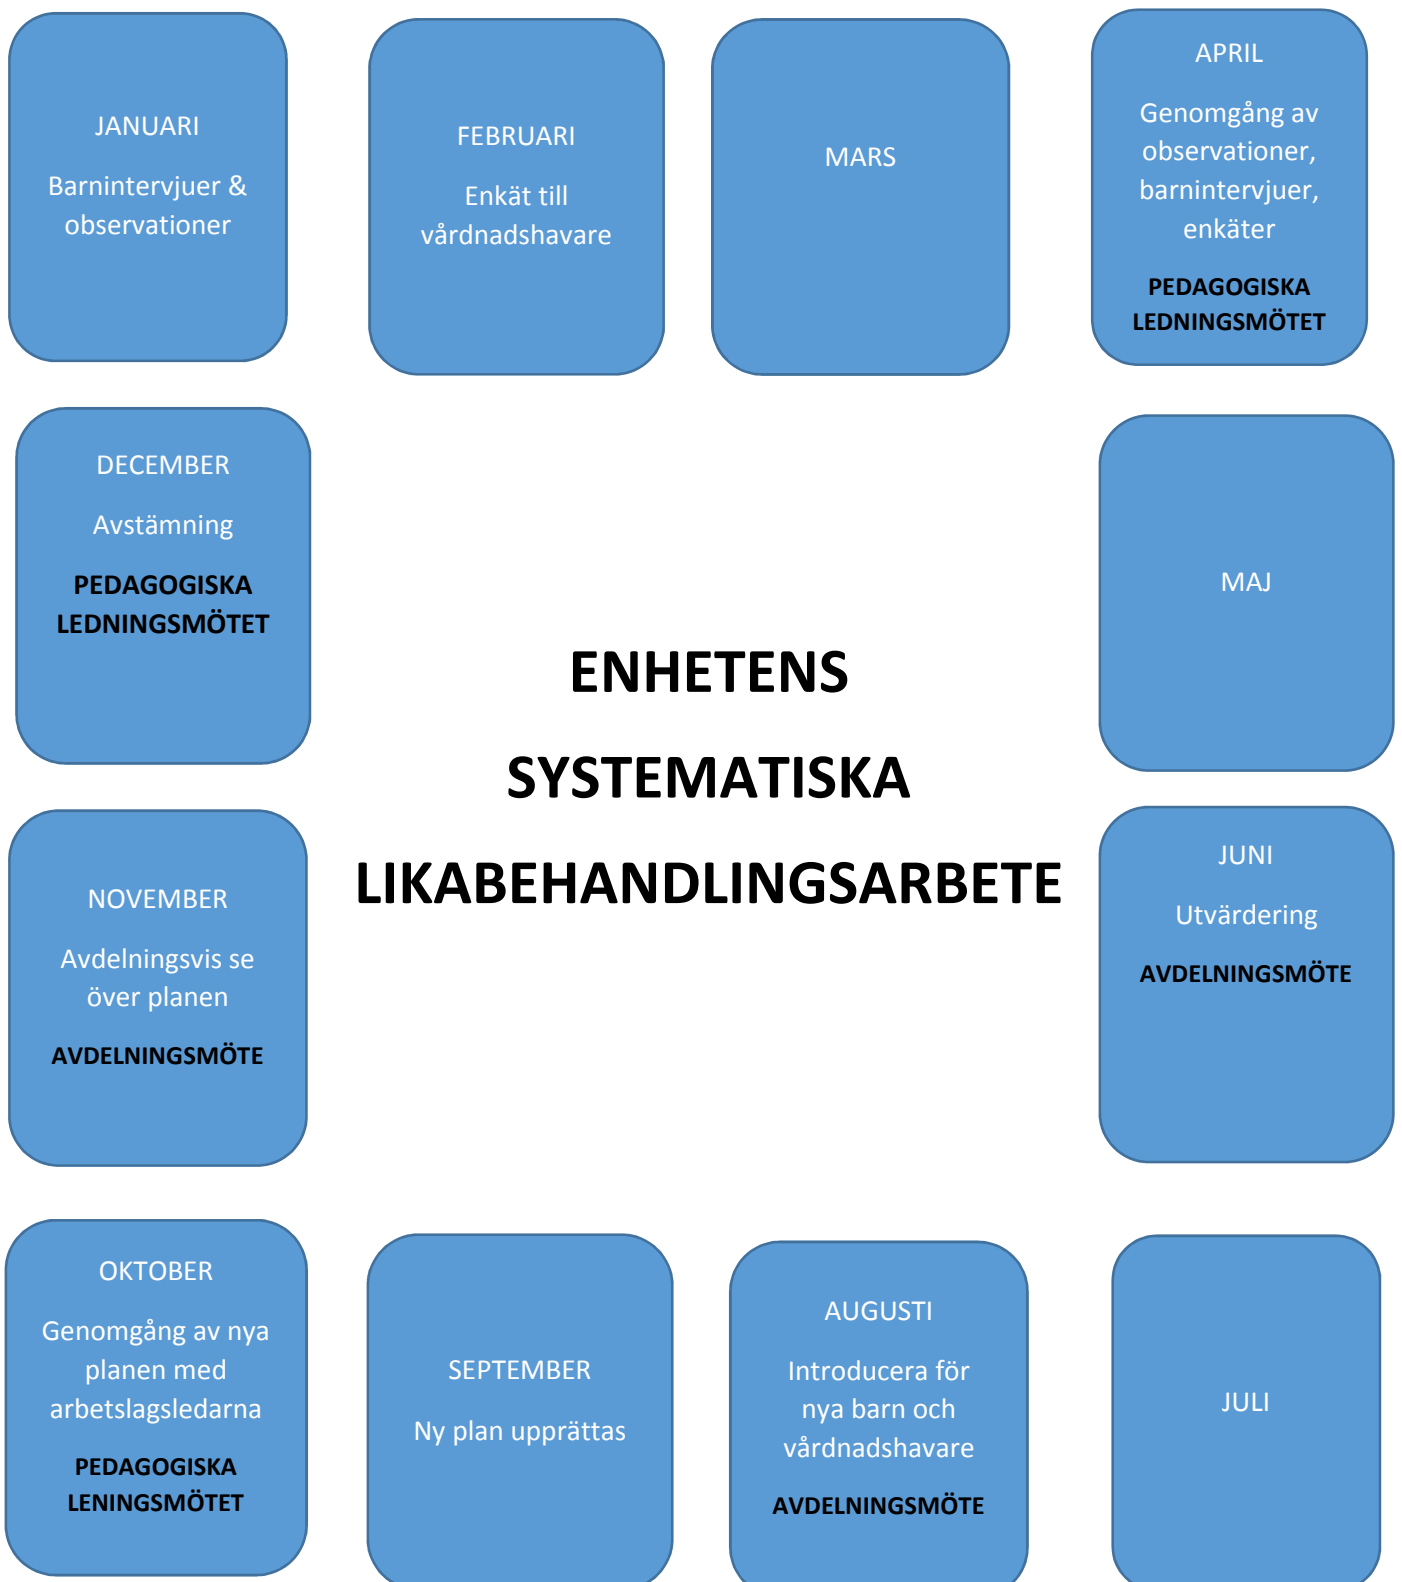 JANUARI
Barnintervjuer &
observationer
FEBRUARI
Enkät till
vårdnadshavare
MARS
APRIL
Genomgång av
observationer,
barnintervjuer,
enkäter
PEDAGOGISKA
LEDNINGSMÖTET
DECEMBER
Avstämning
PEDAGOGISKA
LEDNINGSMÖTET
MAJ
ENHETENS
SYSTEMATISKA
LIKABEHANDLINGSARBETE
NOVEMBER
Avdelningsvis se
över planen
AVDELNINGSMÖTE
JUNI
Utvärdering
AVDELNINGSMÖTE
OKTOBER
Genomgång av nya
planen med
arbetslagsledarna
PEDAGOGISKA
LENINGSMÖTET
SEPTEMBER
Ny plan upprättas
AUGUSTI
Introducera för
nya barn och
vårdnadshavare
AVDELNINGSMÖTE
JULI